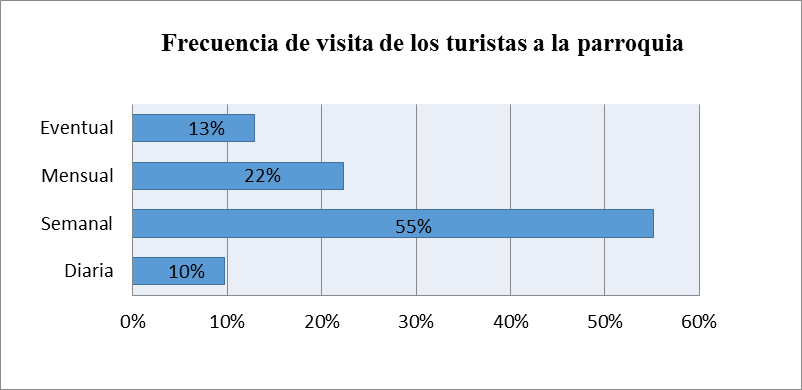 Frecuencia de visita de los turistas a la parroquia
Eventual 13%
Mensual 22%
Semanal 55%
Diaria 10%
0% 10% 20% 30% 40% 50% 60%